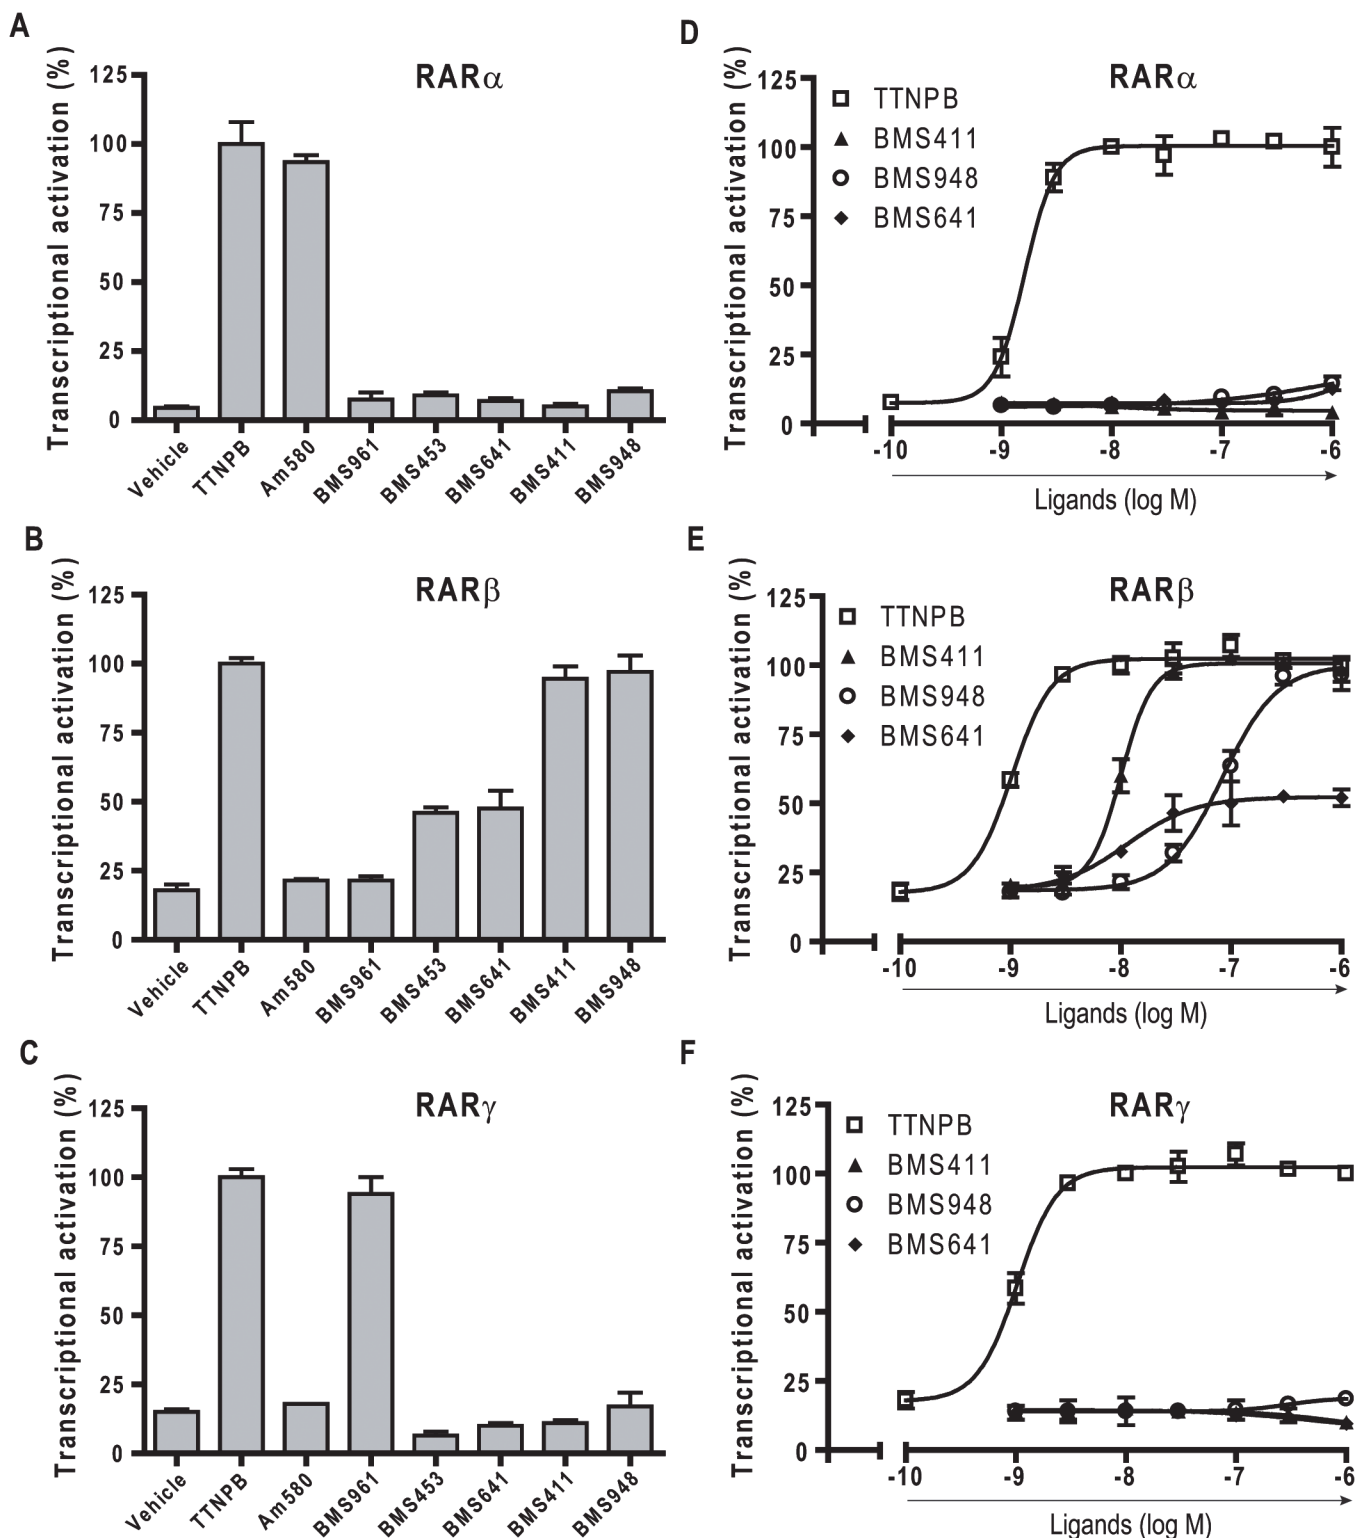 A
RARα
Transcriptional activation (%)
125
100
75
50
25
0
Vehicle
TTNPB
Am580
BMS961
BMS453
BMS641
BMS411
BMS948
D
RARα
Transcriptional activation (%)
125
100
75
50
25
0
TTNPB
BMS411
BMS948
BMS641
-10
-9
-8
-7
-6
Ligands (log M)
B
RARβ
Transcriptional activation (%)
125
100
75
50
25
0
Vehicle
TTNPB
Am580
BMS961
BMS453
BMS641
BMS411
BMS948
E
RARβ
Transcriptional activation (%)
125
100
75
50
25
0
TTNPB
BMS411
BMS948
BMS641
-10
-9
-8
-7
-6
Ligands (log M)
C
RARγ
Transcriptional activation (%)
125
100
75
50
25
0
Vehicle
TTNPB
Am580
BMS961
BMS453
BMS641
BMS411
BMS948
F
RARγ
Transcriptional activation (%)
125
100
75
50
25
0
TTNPB
BMS411
BMS948
BMS641
-10
-9
-8
-7
-6
Ligands (log M)